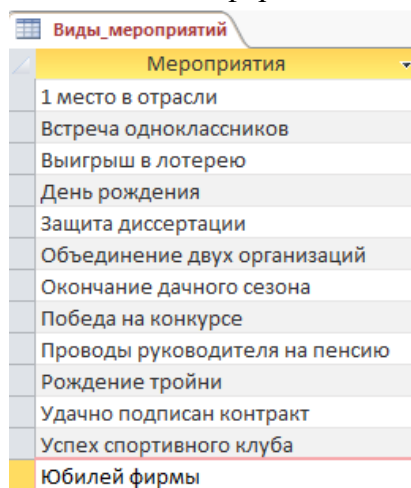 Виды_мероприятий
Мероприятия
1 место в отрасли
Встреча одноклассников
Выигрыш в лотерею
День рождения
Защита диссертации
Объединение двух организаций
Окончание дачного сезона
Победа на конкурсе
Проводы руководителя на пенсию
Рождение тройни
Удачно подписан контракт
Успех спортивного клуба
Юбилей фирмы